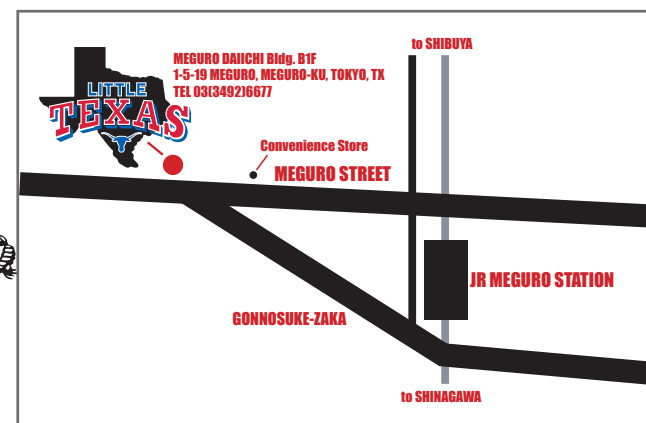 to SHIBUYA
MEGURO DAIICHI Bldg. B1F
1-5-19 MEGURO, MEGURO-KU, TOKYO, TX
TEL 03(3492)6677
LITTLE
TEXAS
Convenience Store
MEGURO STREET
JR MEGURO STATION
GONNOSUKE-ZAKA
to SHINAGAWA